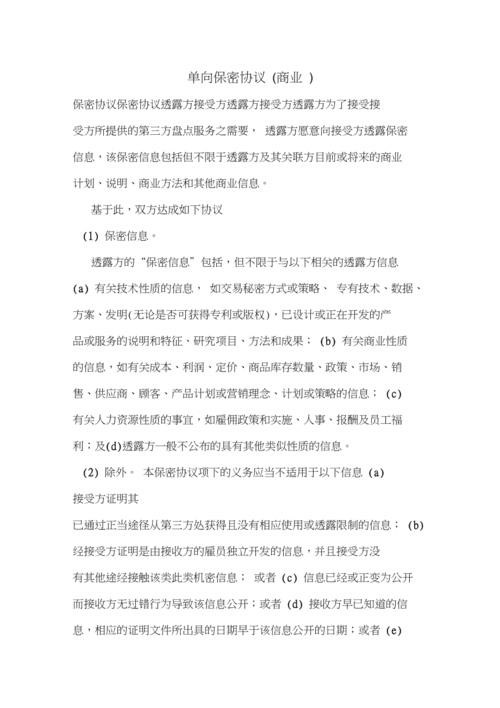 单向保密协议 (商业 )
保密协议保密协议透露方接受方透露方接受方透露方为了接受接
受方所提供的第三方盘点服务之需要， 透露方愿意向接受方透露保密
信息，该保密信息包括但不限于透露方及其关联方目前或将来的商业
计划、说明、商业方法和其他商业信息。
基于此，双方达成如下协议
(1) 保密信息。
透露方的“保密信息”包括，但不限于与以下相关的透露方信息
(a) 有关技术性质的信息， 如交易秘密方式或策略、 专有技术、数据、
方案、发明(无论是否可获得专利或版权)，已设计或正在开发的产
品或服务的说明和特征、研究项目、方法和成果； (b) 有关商业性质
的信息，如有关成本、利润、定价、商品库存数量、政策、市场、销
售、供应商、顾客、产品计划或营销理念、计划或策略的信息； (c)
有关人力资源性质的事宜，如雇佣政策和实施、人事、报酬及员工福
利；及(d)透露方一般不公布的具有其他类似性质的信息。
(2) 除外。 本保密协议项下的义务应当不适用于以下信息 (a)
接受方证明其
已通过正当途径从第三方处获得且没有相应使用或透露限制的信息； (b)
经接受方证明是由接收方的雇员独立开发的信息，并且接受方没
有其他途经接触该类此类机密信息； 或者 (c) 信息已经或正变为公开
而接收方无过错行为导致该信息公开；或者 (d) 接收方早已知道的信
息，相应的证明文件所出具的日期早于该信息公开的日期；或者 (e)